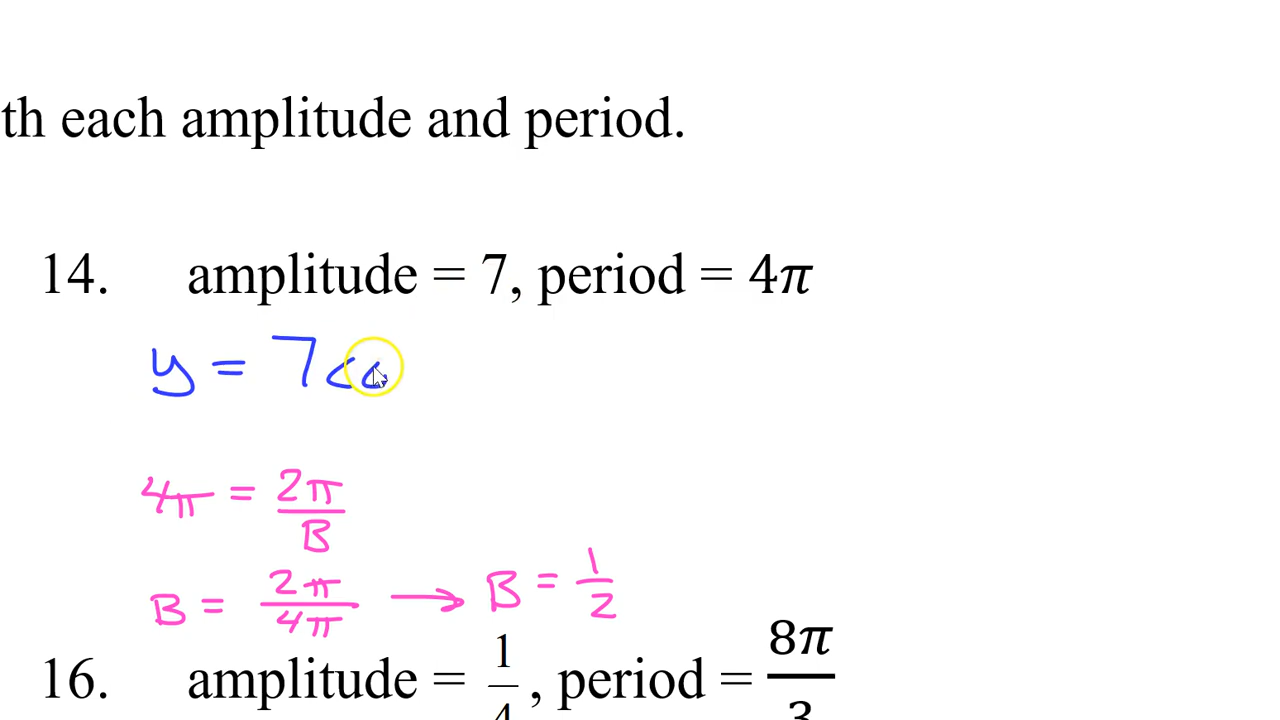 th each amplitude and period.
14. amplitude = 7, period = 4π
y = 7co
4π = 2π/B
B = 2π/4π → B = 1/2
16. amplitude = 1/4, period = 8π/3